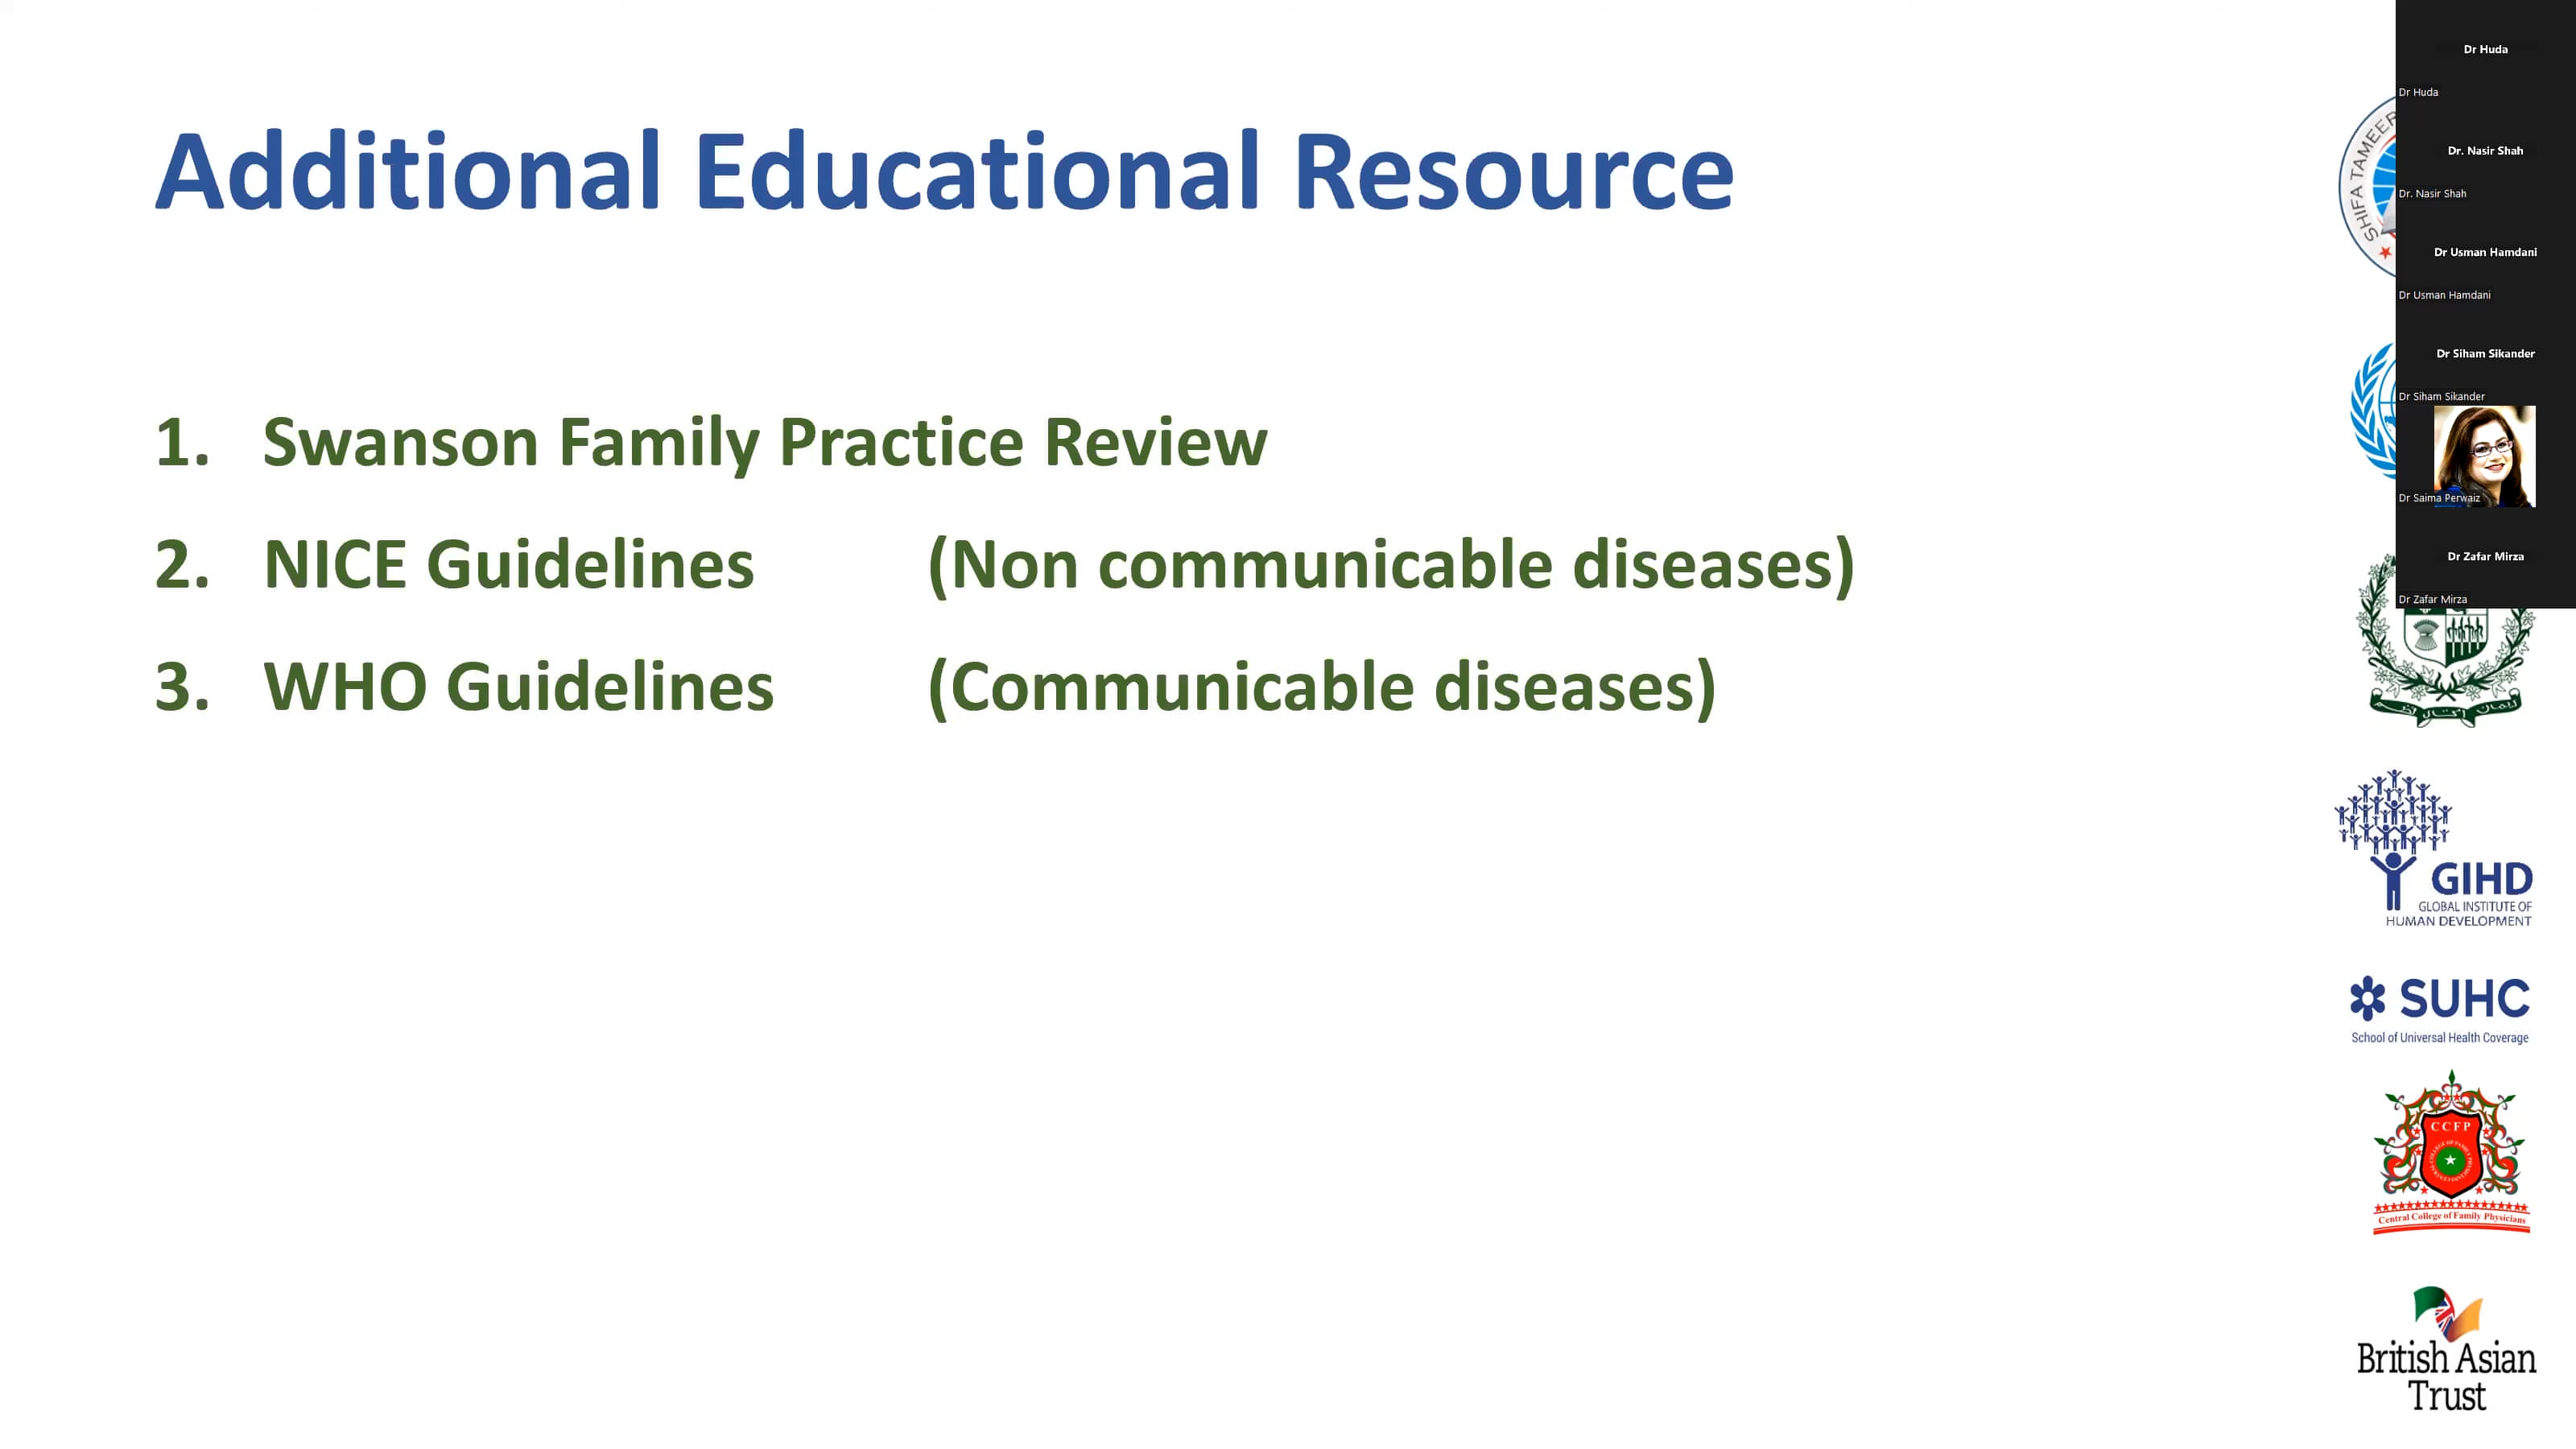 Additional Educational Resource
1. Swanson Family Practice Review
2. NICE Guidelines (Non communicable diseases)
3. WHO Guidelines (Communicable diseases)
Dr Huda
Dr Huda
Dr. Nasir Shah
Dr. Nasir Shah
Dr Usman Hamdani
Dr Usman Hamdani
Dr Siham Sikander
Dr Siham Sikander
Dr Saima Perwaiz
Dr Zafar Mirza
Dr Zafar Mirza
SHIFA TAMEER
GIHD
GLOBAL INSTITUTE OF
HUMAN DEVELOPMENT
SUHC
School of Universal Health Coverage
CCFP
Central College of Family Physicians
British Asian
Trust